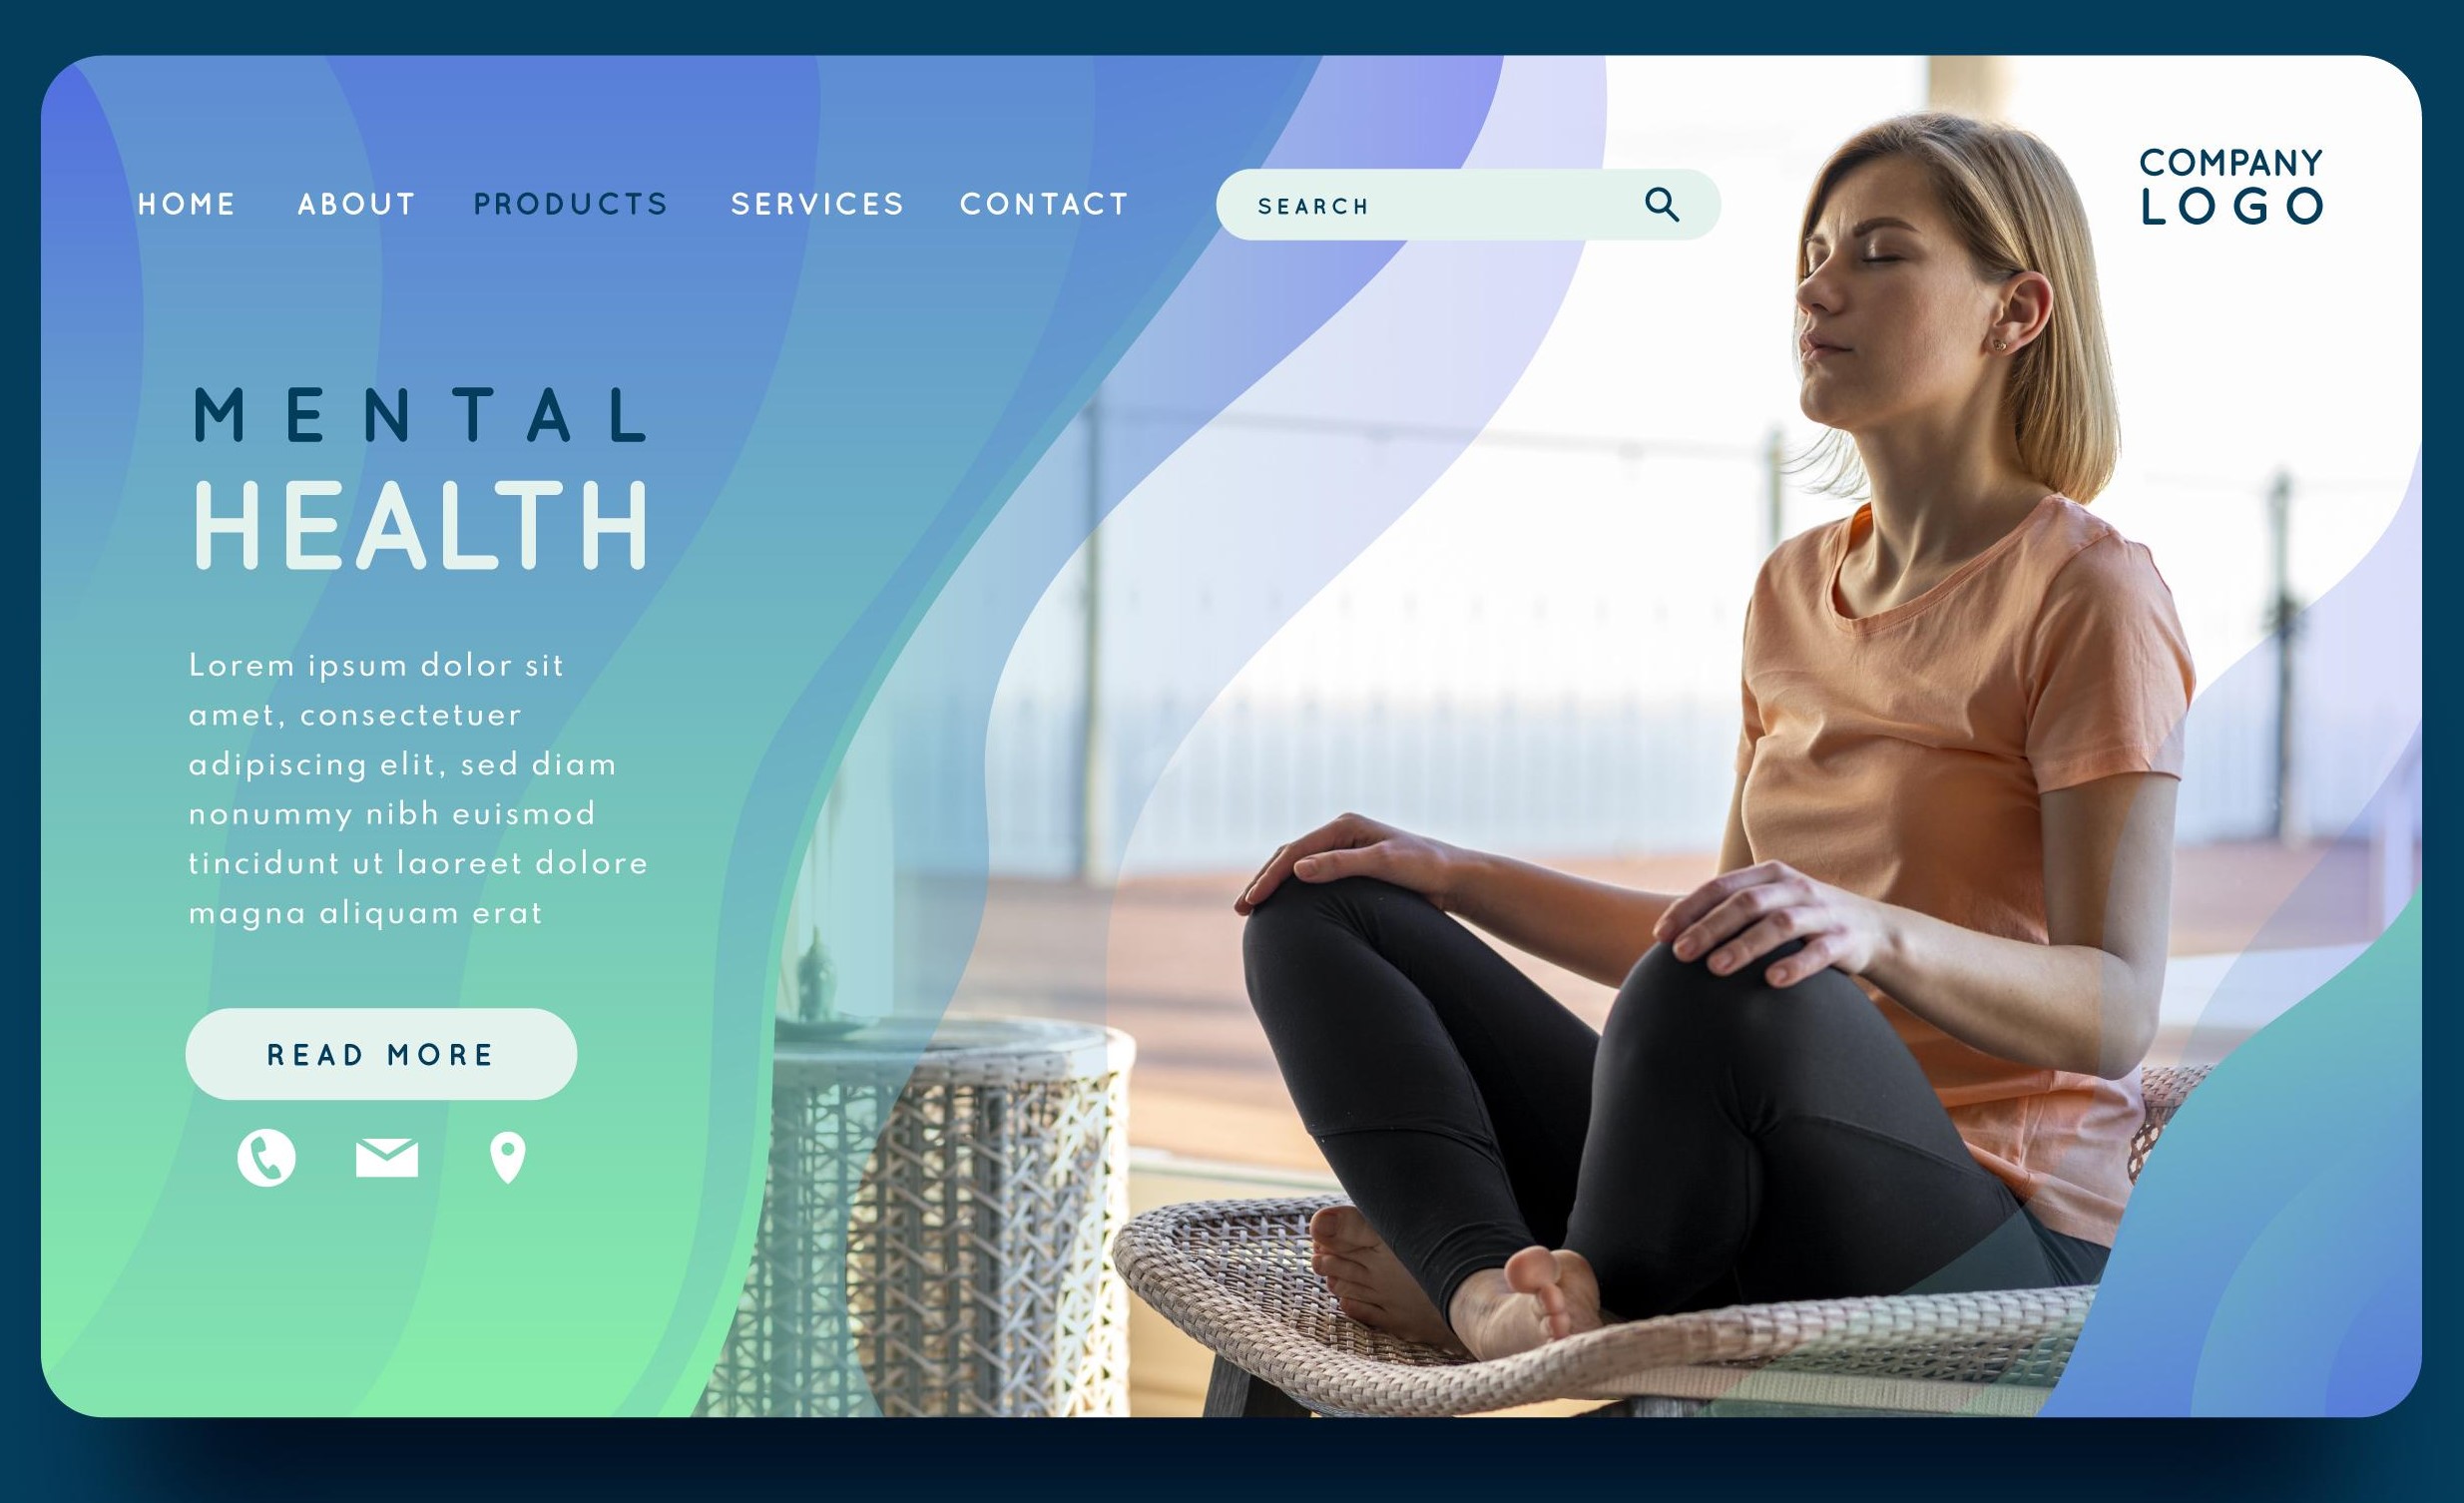 HOME ABOUT PRODUCTS SERVICES CONTACT SEARCH
COMPANY
LOGO
MENTAL
HEALTH
Lorem ipsum dolor sit
amet, consectetuer
adipiscing elit, sed diam
nonummy nibh euismod
tincidunt ut laoreet dolore
magna aliquam erat
READ MORE